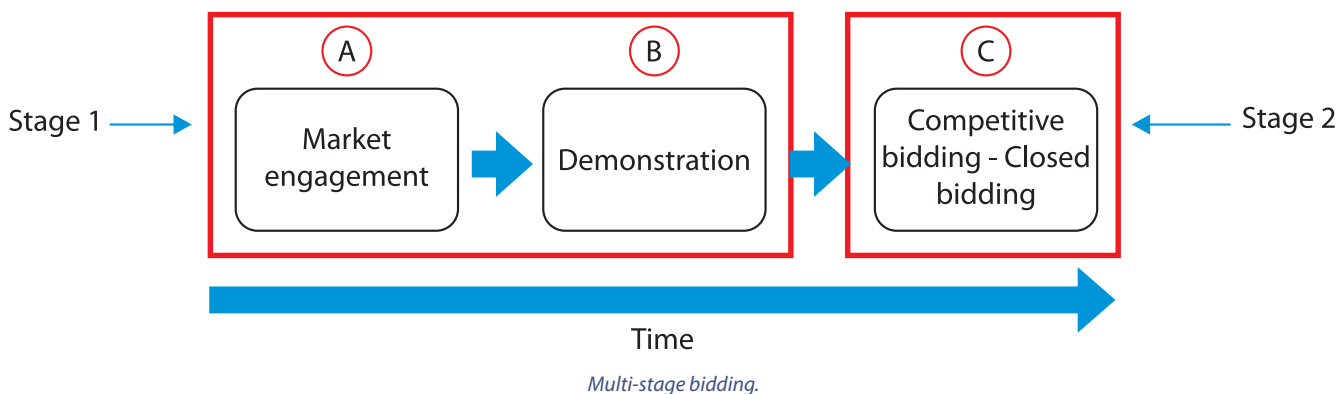 A
B
C
Stage 1
Market
engagement
Demonstration
Competitive
bidding - Closed
bidding
Stage 2
Time
Multi-stage bidding.